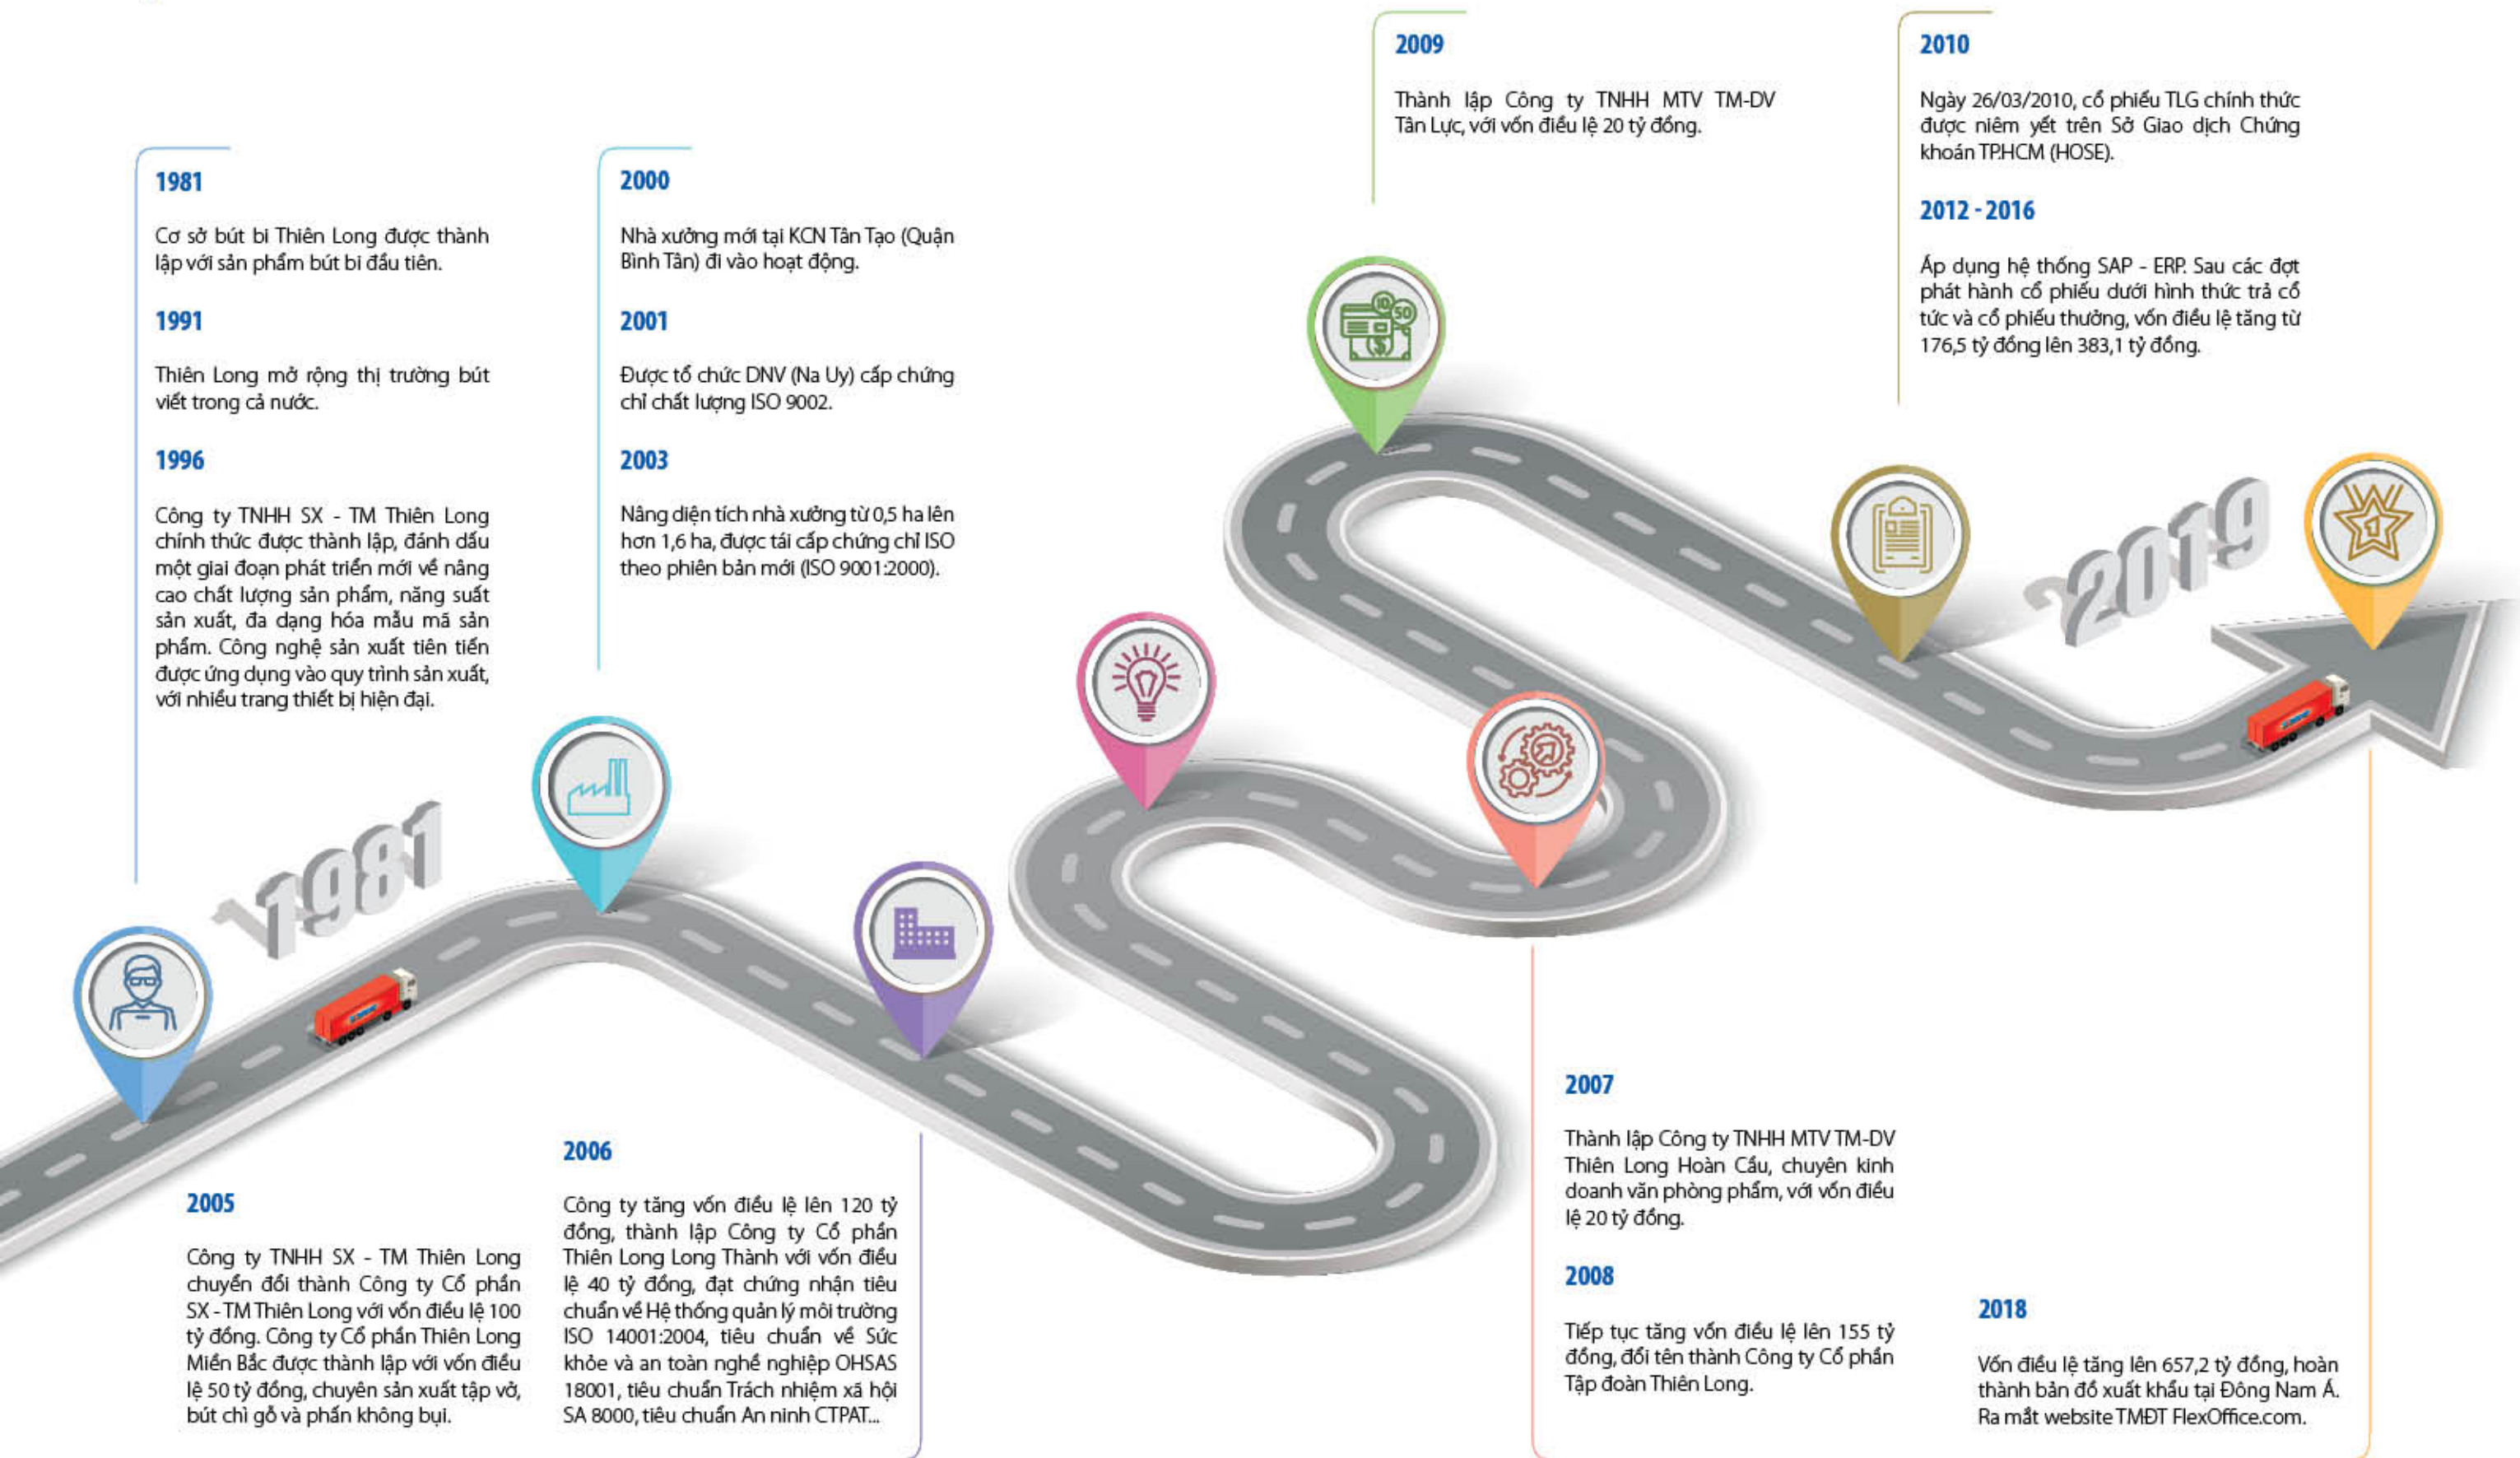 1981
Cơ sở bút bi Thiên Long được thành
lập với sản phẩm bút bi đầu tiên.
1991
Thiên Long mở rộng thị trường bút
viết trong cả nước.
1996
Công ty TNHH SX - TM Thiên Long
chính thức được thành lập, đánh dấu
một giai đoạn phát triển mới về nâng
cao chất lượng sản phẩm, năng suất
sản xuất, đa dạng hóa mẫu mã sản
phẩm. Công nghệ sản xuất tiên tiến
được ứng dụng vào quy trình sản xuất,
với nhiều trang thiết bị hiện đại.
2000
Nhà xưởng mới tại KCN Tân Tạo (Quận
Bình Tân) đi vào hoạt động.
2001
Được tổ chức DNV (Na Uy) cấp chứng
chỉ chất lượng ISO 9002.
2003
Nâng diện tích nhà xưởng từ 0,5 ha lên
hơn 1,6 ha, được tái cấp chứng chỉ ISO
theo phiên bản mới (ISO 9001:2000).
2009
Thành lập Công ty TNHH MTV TM-DV
Tân Lực, với vốn điều lệ 20 tỷ đồng.
2010
Ngày 26/03/2010, cổ phiếu TLG chính thức
được niêm yết trên Sở Giao dịch Chứng
khoán TP.HCM (HOSE).
2012 - 2016
Áp dụng hệ thống SAP - ERP. Sau các đợt
phát hành cổ phiếu dưới hình thức trả cổ
tức và cổ phiếu thưởng, vốn điều lệ tăng từ
176,5 tỷ đồng lên 383,1 tỷ đồng.
10
50
$
1
1981
2019
2005
Công ty TNHH SX - TM Thiên Long
chuyển đổi thành Công ty Cổ phần
SX - TM Thiên Long với vốn điều lệ 100
tỷ đồng. Công ty Cổ phần Thiên Long
Miền Bắc được thành lập với vốn điều
lệ 50 tỷ đồng, chuyên sản xuất tập vở,
bút chì gỗ và phấn không bụi.
2006
Công ty tăng vốn điều lệ lên 120 tỷ
đồng, thành lập Công ty Cổ phần
Thiên Long Long Thành với vốn điều
lệ 40 tỷ đồng, đạt chứng nhận tiêu
chuẩn về Hệ thống quản lý môi trường
ISO 14001:2004, tiêu chuẩn về Sức
khỏe và an toàn nghề nghiệp OHSAS
18001, tiêu chuẩn Trách nhiệm xã hội
SA 8000, tiêu chuẩn An ninh CTPAT...
2007
Thành lập Công ty TNHH MTV TM-DV
Thiên Long Hoàn Cầu, chuyên kinh
doanh văn phòng phẩm, với vốn điều
lệ 20 tỷ đồng.
2008
Tiếp tục tăng vốn điều lệ lên 155 tỷ
đồng, đổi tên thành Công ty Cổ phần
Tập đoàn Thiên Long.
2018
Vốn điều lệ tăng lên 657,2 tỷ đồng, hoàn
thành bản đồ xuất khẩu tại Đông Nam Á.
Ra mắt website TMĐT FlexOffice.com.